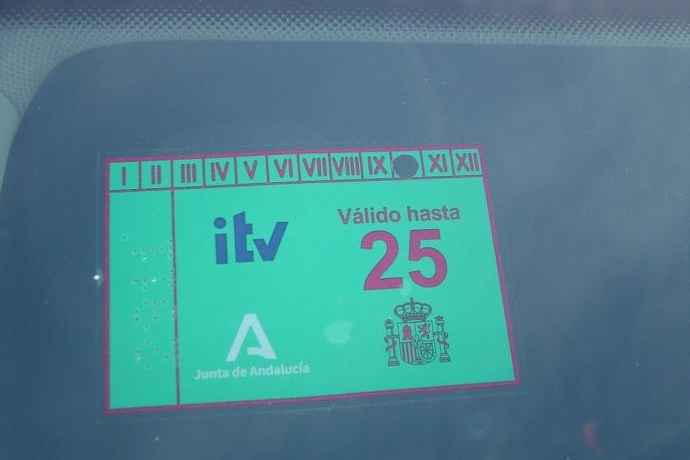 I II III IV V VI VII VIII IX XI XII
itv
Válido hasta
25
Junta de Andalucía